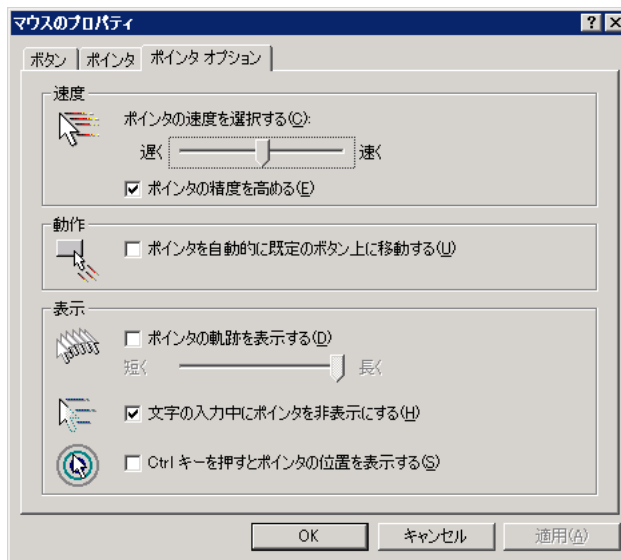 マウスのプロパティ
ボタン ポインタ ポインタ オプション
速度
ポインタの速度を選択する(C):
遅く 速く
ポインタの精度を高める(E)
動作
ポインタを自動的に既定のボタン上に移動する(U)
表示
ポインタの軌跡を表示する(D)
短く 長く
文字の入力中にポインタを非表示にする(H)
Ctrl キーを押すとポインタの位置を表示する(S)
OK キャンセル 適用(A)